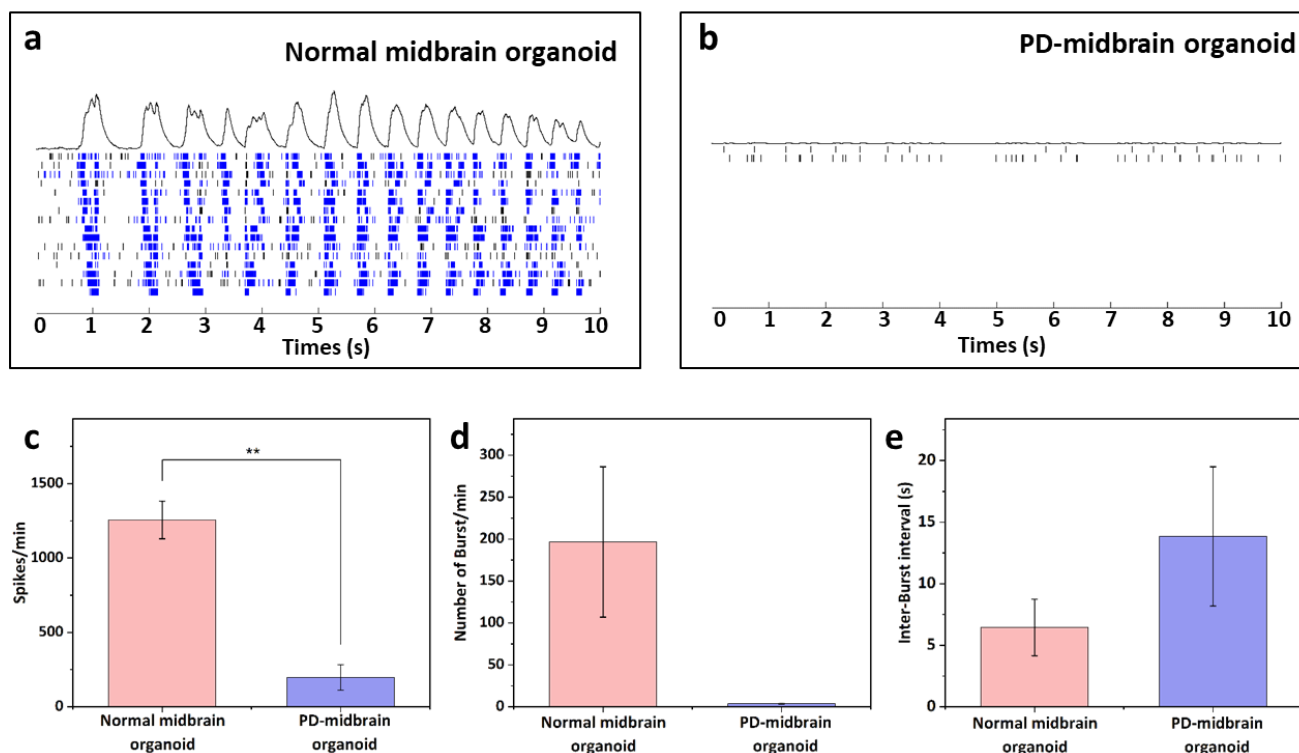 a
Normal midbrain organoid
0 1 2 3 4 5 6 7 8 9 10
Times (s)
b
PD-midbrain organoid
0 1 2 3 4 5 6 7 8 9 10
Times (s)
c
**
1500
1000
500
0
Spikes/min
Normal midbrain
organoid
PD-midbrain
organoid
d
300
250
200
150
100
50
0
Number of Burst/min
Normal midbrain
organoid
PD-midbrain
organoid
e
20
15
10
5
0
Inter-Burst interval (s)
Normal midbrain
organoid
PD-midbrain
organoid